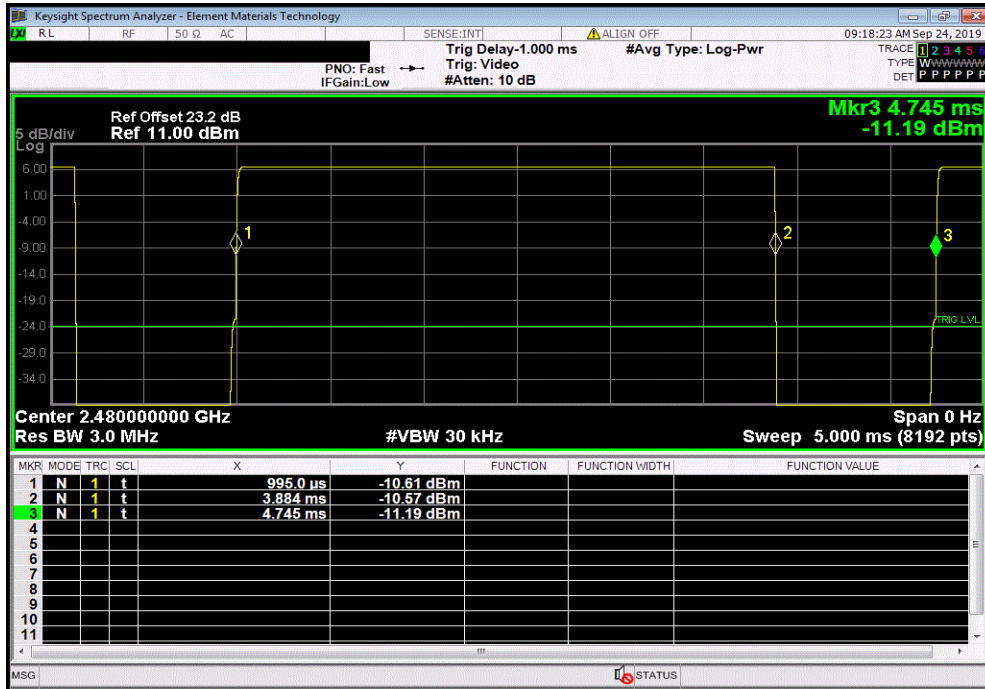 Keysight Spectrum Analyzer - Element Materials Technology
LXI RL RF 50 Ω AC SENSE:INT ALIGN OFF 09:18:23 AM Sep 24, 2019
PNO: Fast
IFGain:Low
Trig Delay-1.000 ms
Trig: Video
#Atten: 10 dB
#Avg Type: Log-Pwr
TRACE 1 2 3 4 5 6
TYPE WWWWWW
DET P P P P P P
Mkr3 4.745 ms
-11.19 dBm
Ref Offset 23.2 dB
5 dB/div Ref 11.00 dBm
Log
6.00
1.00
-4.00
1
2
3
-9.00
-14.0
-19.0
TRIG LVL
-24.0
-29.0
-34.0
Center 2.480000000 GHz Span 0 Hz
Res BW 3.0 MHz #VBW 30 kHz Sweep 5.000 ms (8192 pts)
MKR MODE TRC SCL X Y FUNCTION FUNCTION WIDTH FUNCTION VALUE
1 N 1 t 995.0 µs -10.61 dBm
2 N 1 t 3.884 ms -10.57 dBm
3 N 1 t 4.745 ms -11.19 dBm
4
5
6
7
8
9
10
11
MSG STATUS